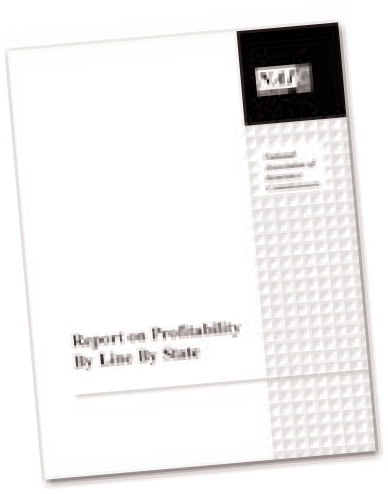 NAIC
National
Association of
Insurance
Commissioners
Report on Profitability
By Line By State